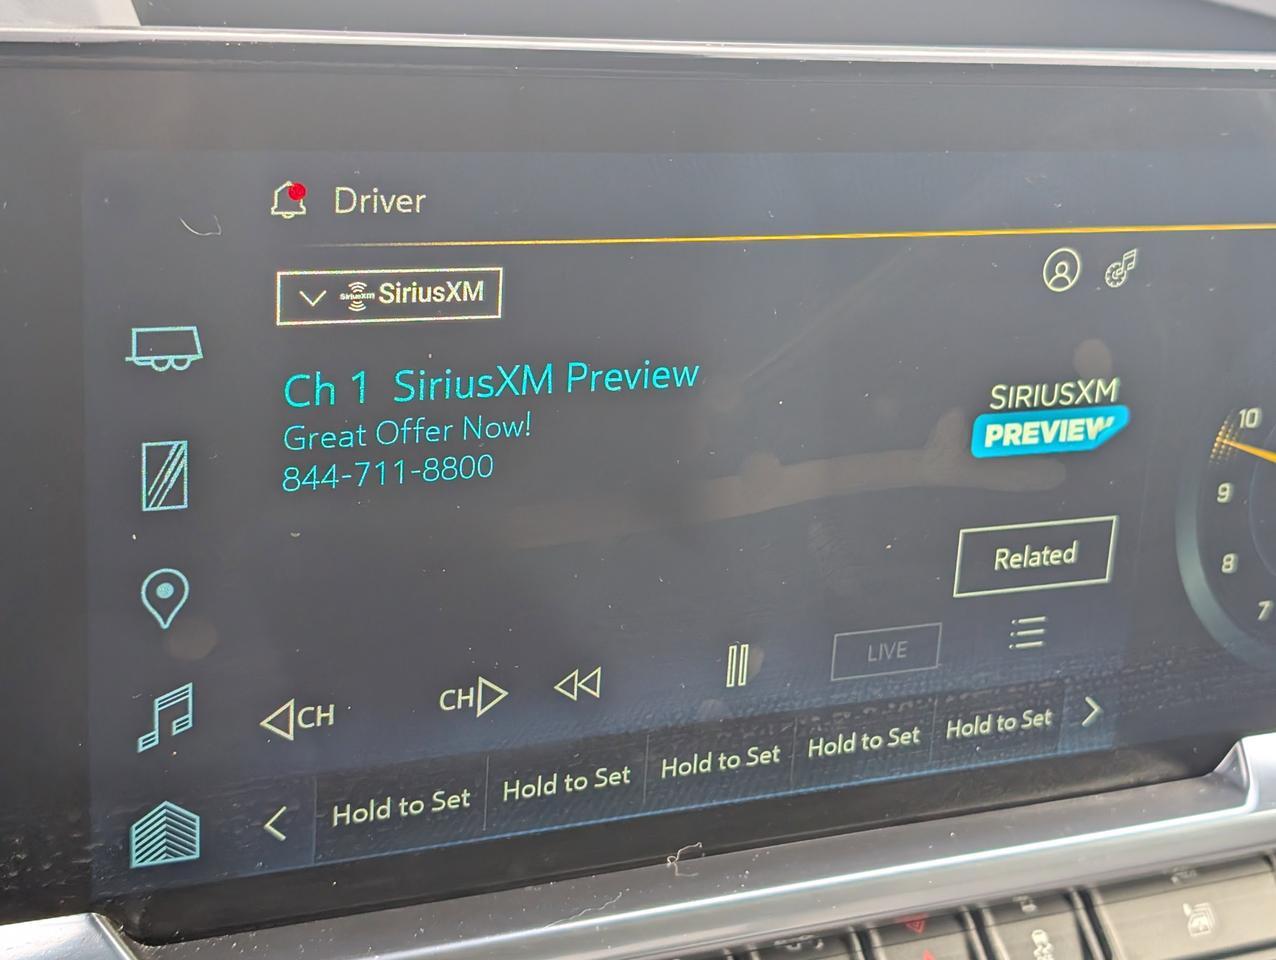 Driver
SiriusXM SiriusXM
Ch 1 SiriusXM Preview
Great Offer Now!
844-711-8800
SIRIUSXM
PREVIEW
Related
LIVE
CH
CH
Hold to Set
Hold to Set
Hold to Set
Hold to Set
Hold to Set
10
9
8
7